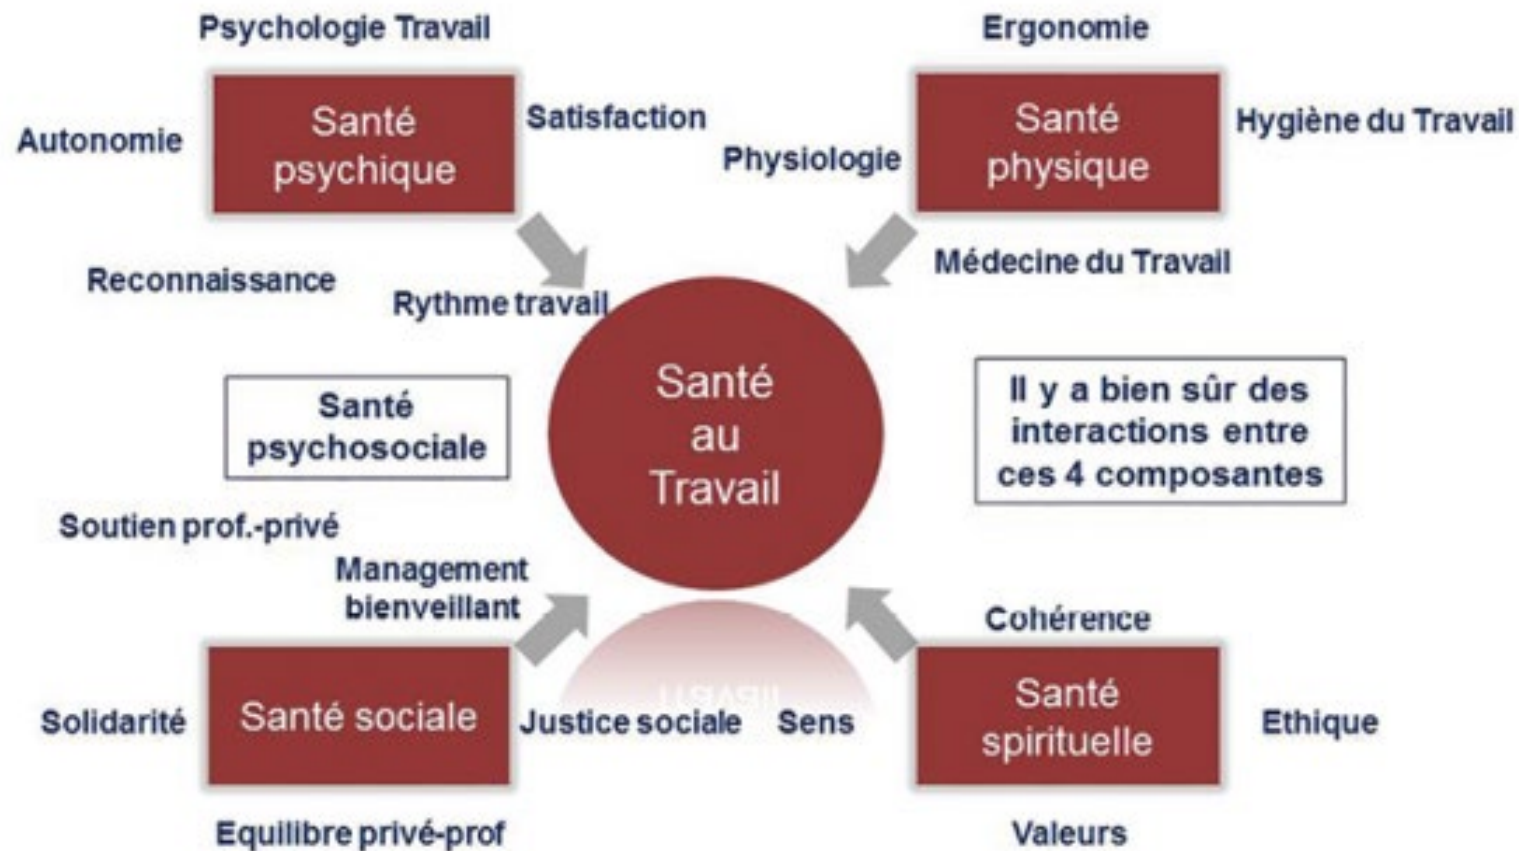 Psychologie Travail
Ergonomie
Autonomie
Santé
psychique
Satisfaction
Physiologie
Santé
physique
Hygiène du Travail
Reconnaissance
Rythme travail
Médecine du Travail
Santé
psychosociale
Santé
au
Travail
Il y a bien sûr des
interactions entre
ces 4 composantes
Soutien prof.-privé
Management
bienveillant
Cohérence
Travail
Solidarité
Santé sociale
Justice sociale
Sens
Santé
spirituelle
Ethique
Equilibre privé-prof
Valeurs